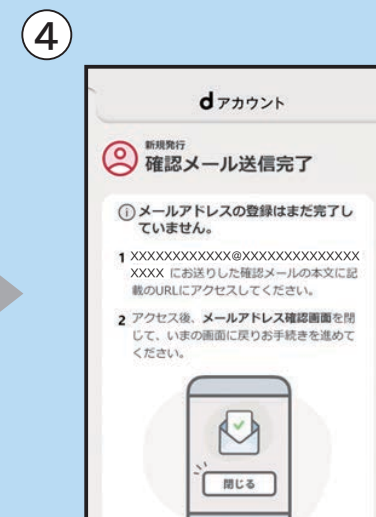 ④
dアカウント
新規発行
確認メール送信完了
メールアドレスの登録はまだ完了し
ていません。
1 XXXXXXXXXXXX@XXXXXXXXXXXXXX
XXXX にお送りした確認メールの本文に記
載のURLにアクセスしてください。
2 アクセス後、メールアドレス確認画面を閉
じて、いまの画面に戻りお手続きを進めて
ください。
閉じる